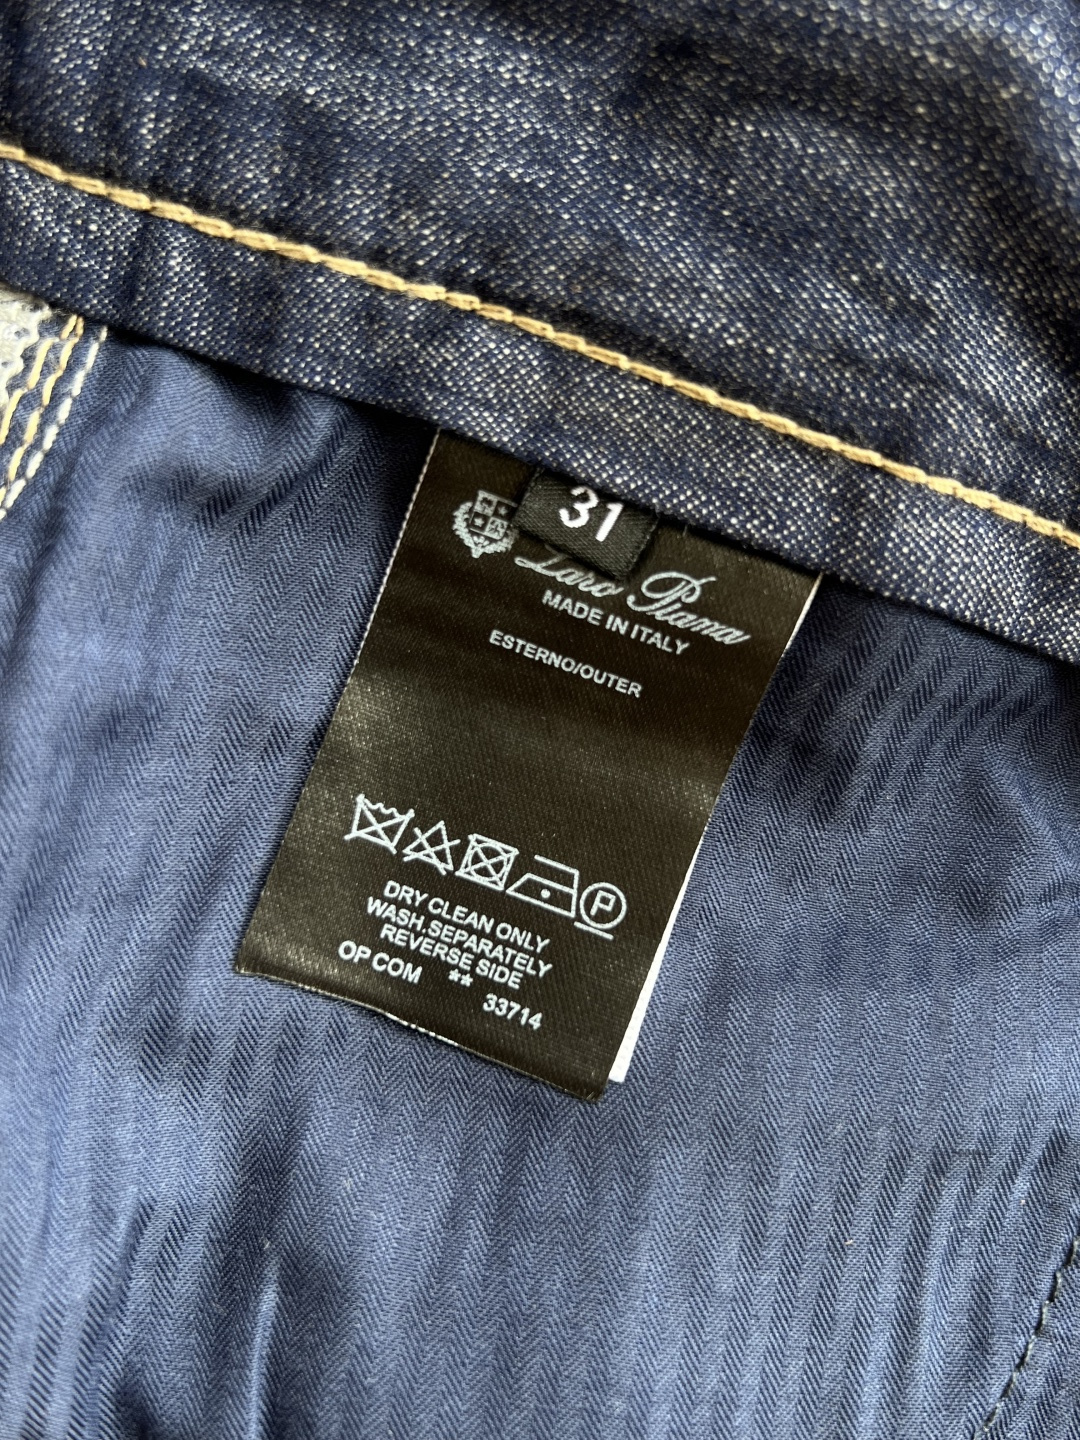 31
Loro Piana
MADE IN ITALY
ESTERNO/OUTER
P
DRY CLEAN ONLY
WASH.SEPARATELY
REVERSE SIDE
OP COM ** 33714